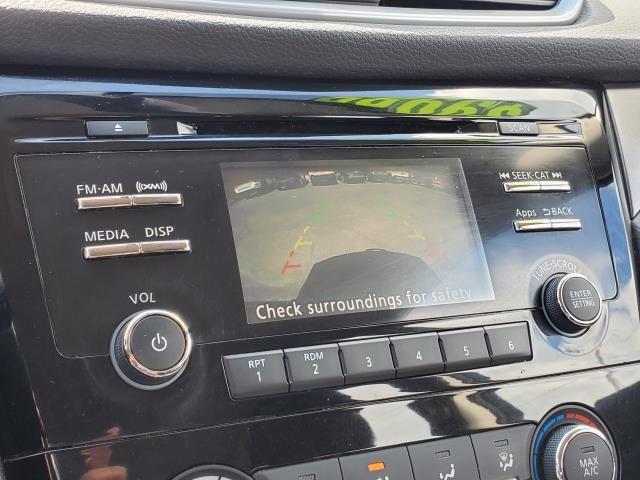 SCAN
FM·AM ((XM))
SEEK·CAT
MEDIA DISP
Apps BACK
VOL
TUNE·SCROLL
ENTER
SETTING
Check surroundings for safety
RPT RDM
1 2 3 4 5 6
MAX
A/C